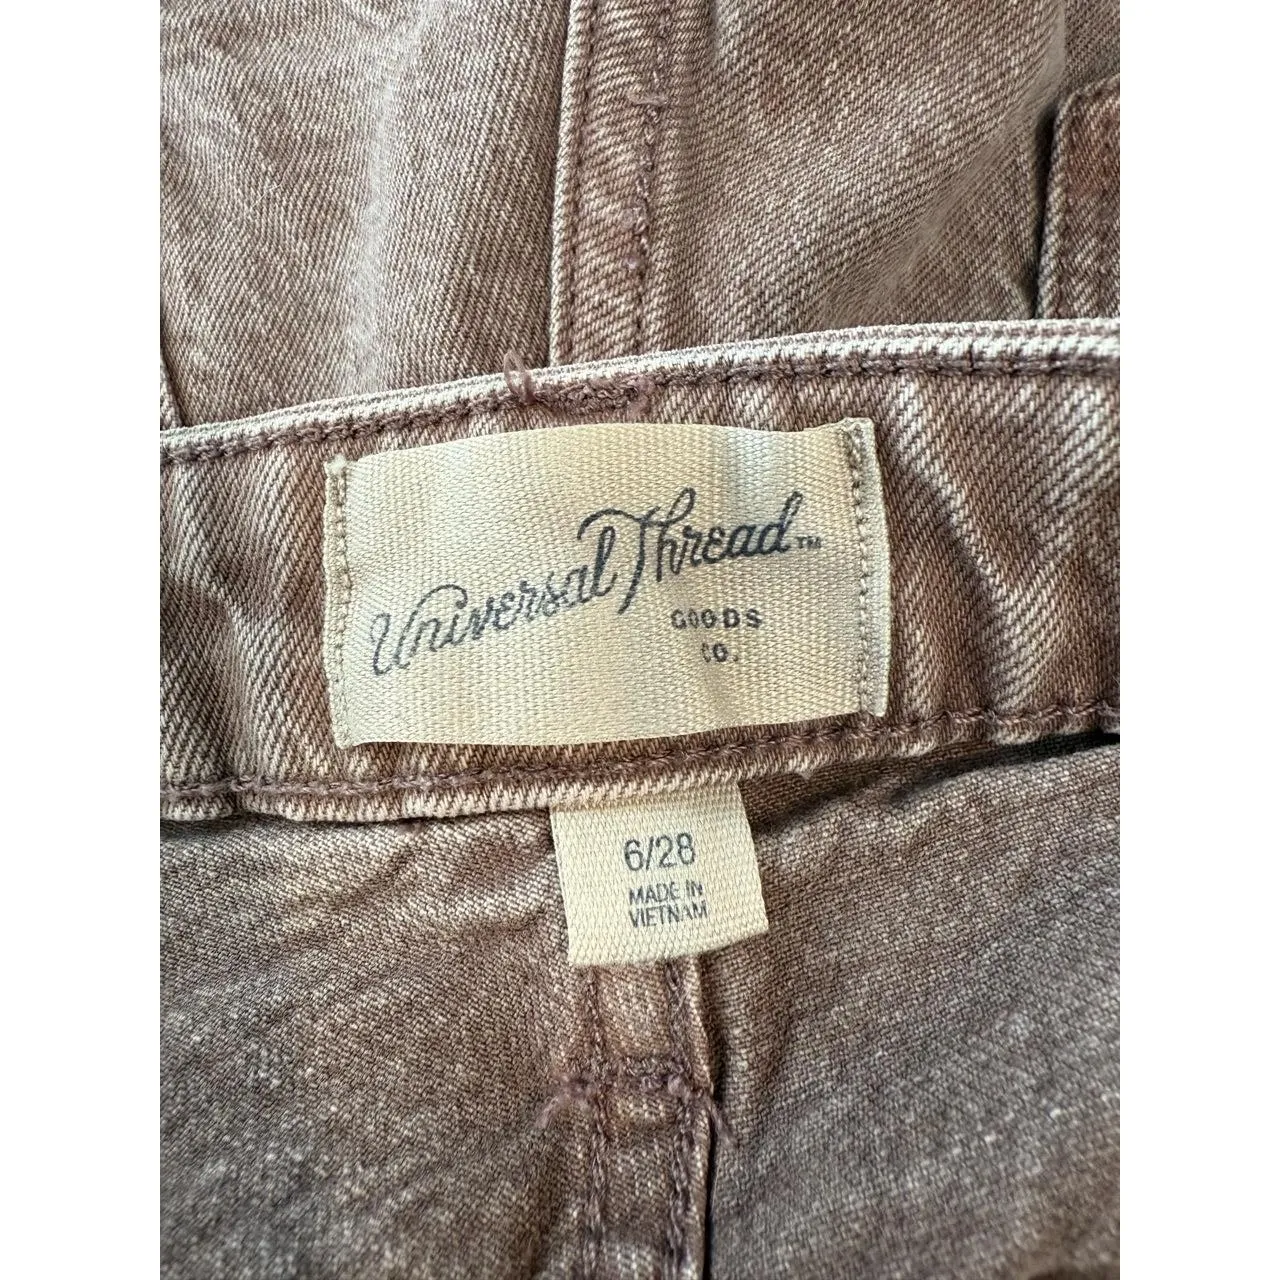 Universal Thread™
GOODS
CO.
6/28
MADE IN
VIETNAM